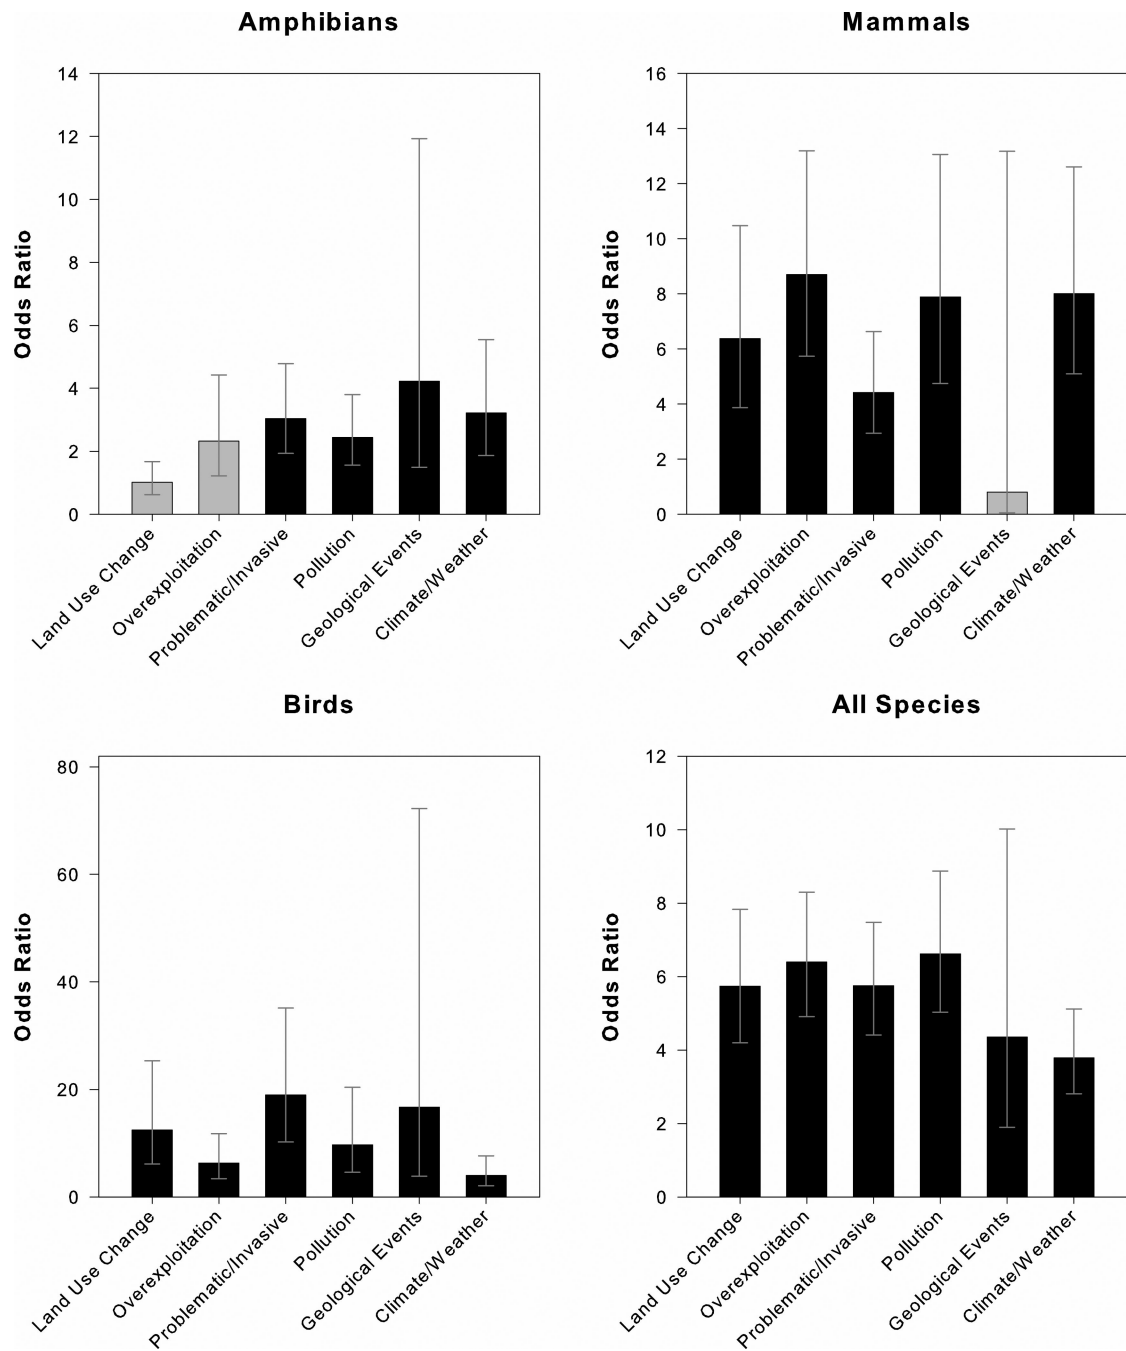 Amphibians
Odds Ratio
14
12
10
8
6
4
2
0
Land Use Change
Overexploitation
Problematic/Invasive
Pollution
Geological Events
Climate/Weather
Mammals
Odds Ratio
16
14
12
10
8
6
4
2
0
Land Use Change
Overexploitation
Problematic/Invasive
Pollution
Geological Events
Climate/Weather
Birds
Odds Ratio
80
60
40
20
0
Land Use Change
Overexploitation
Problematic/Invasive
Pollution
Geological Events
Climate/Weather
All Species
Odds Ratio
12
10
8
6
4
2
0
Land Use Change
Overexploitation
Problematic/Invasive
Pollution
Geological Events
Climate/Weather